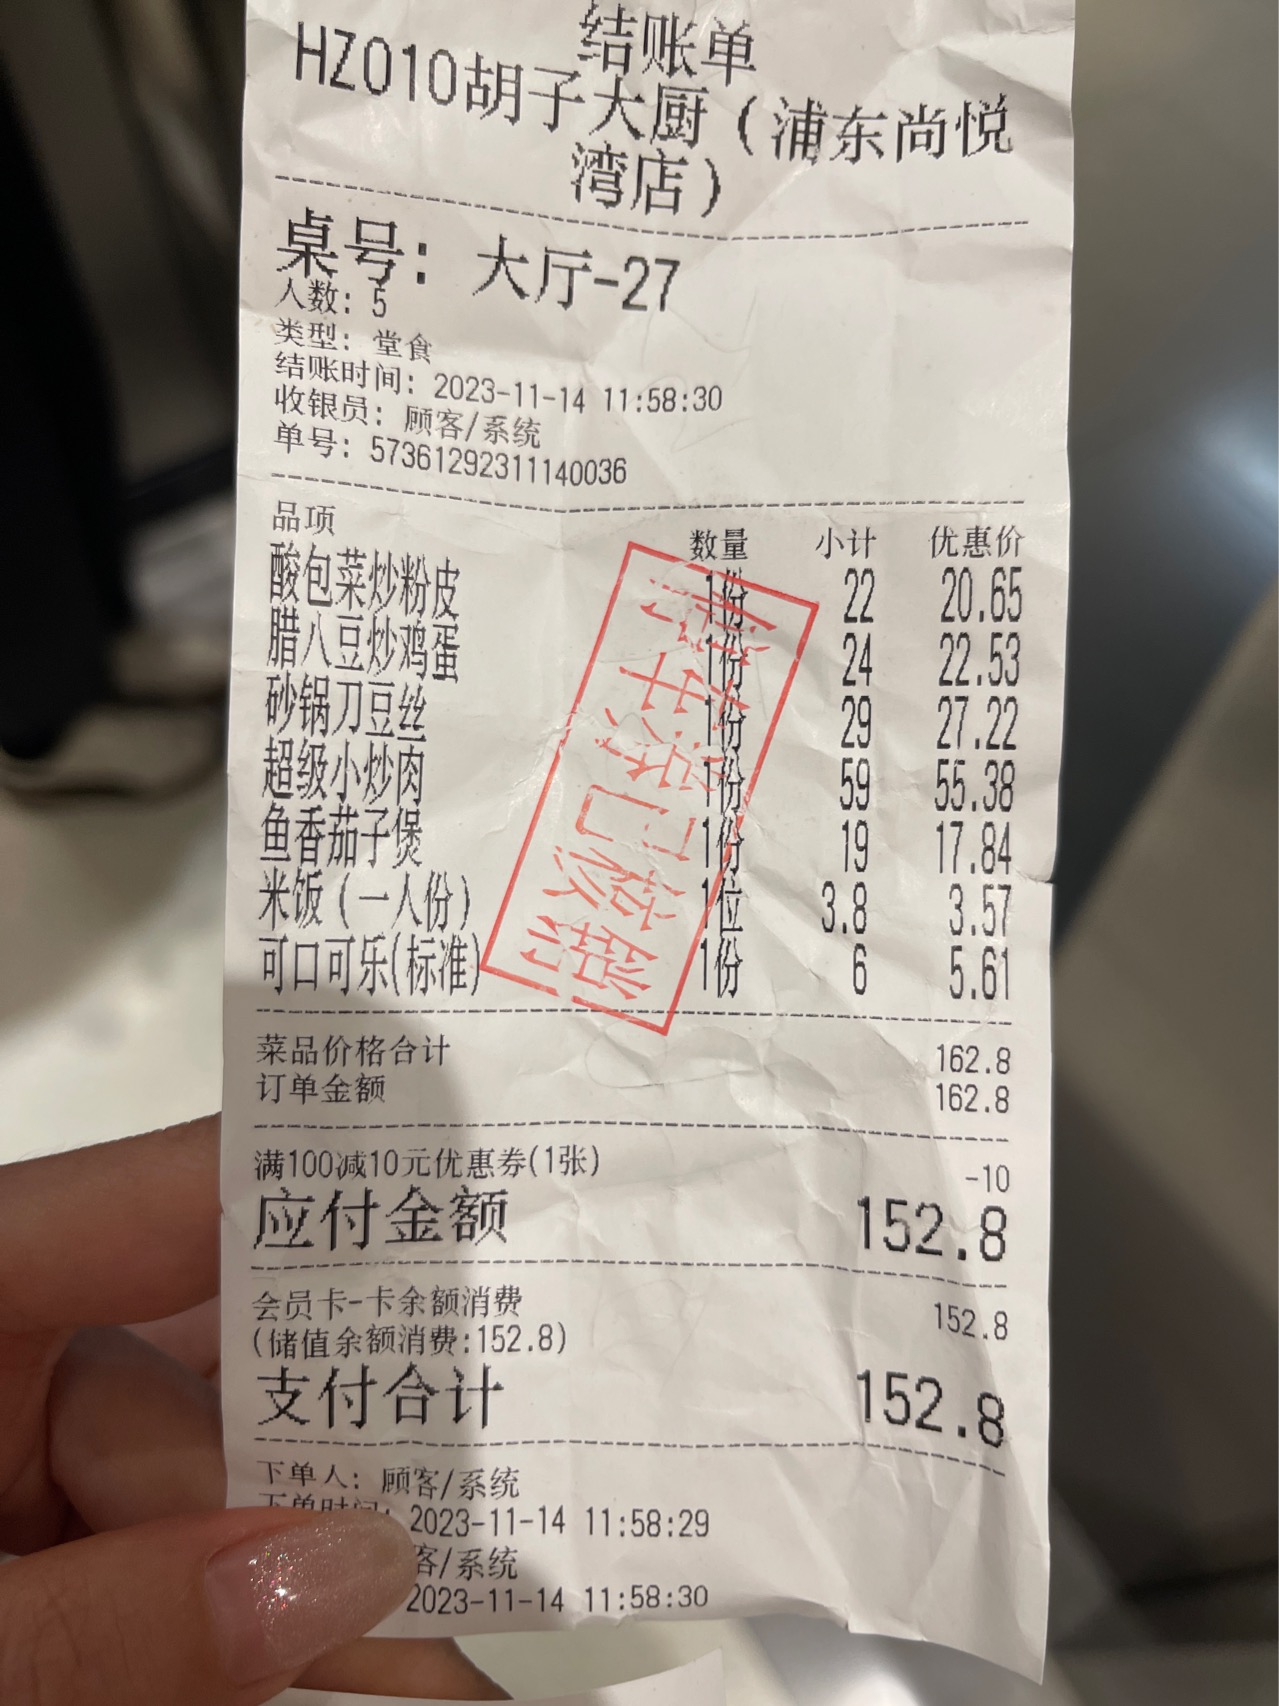 结账单
HZ010胡子大厨(浦东尚悦
湾店)
桌号: 大厅-27
人数: 5
类型: 堂食
结账时间: 2023-11-14 11:58:30
收银员: 顾客/系统
单号: 57361292311140036
品项 数量 小计 优惠价
酸包菜炒粉皮 1份 22 20.65
腊八豆炒鸡蛋 1份 24 22.53
砂锅刀豆丝 1份 29 27.22
超级小炒肉 1份 59 55.38
鱼香茄子煲 1份 19 17.84
米饭(一人份) 1位 3.8 3.57
可口可乐(标准) 1份 6 5.61
菜品价格合计 162.8
订单金额 162.8
满100减10元优惠券(1张) -10
应付金额 152.8
会员卡-卡余额消费 152.8
(储值余额消费:152.8)
支付合计 152.8
下单人: 顾客/系统
下单时间: 2023-11-14 11:58:29
客/系统
2023-11-14 11:58:30